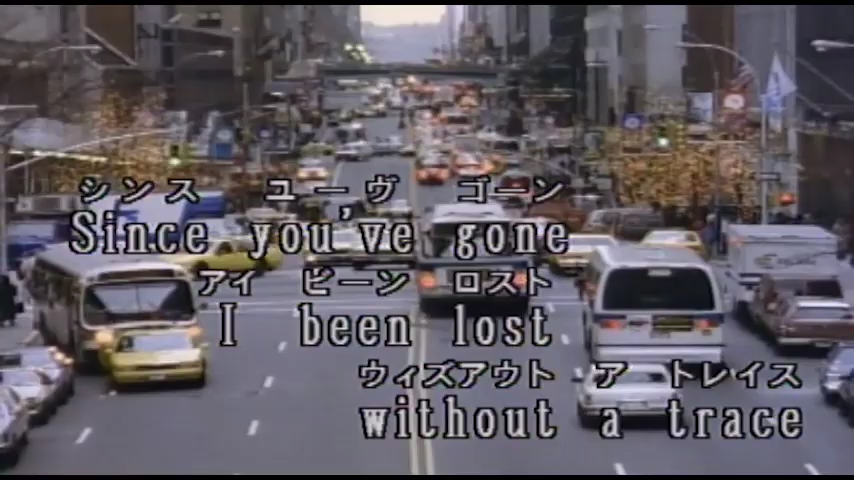 シンス ユーヴ ゴーン
Since you've gone
アイ ビーン ロスト
I been lost
ウィズアウト ア トレイス
without a trace